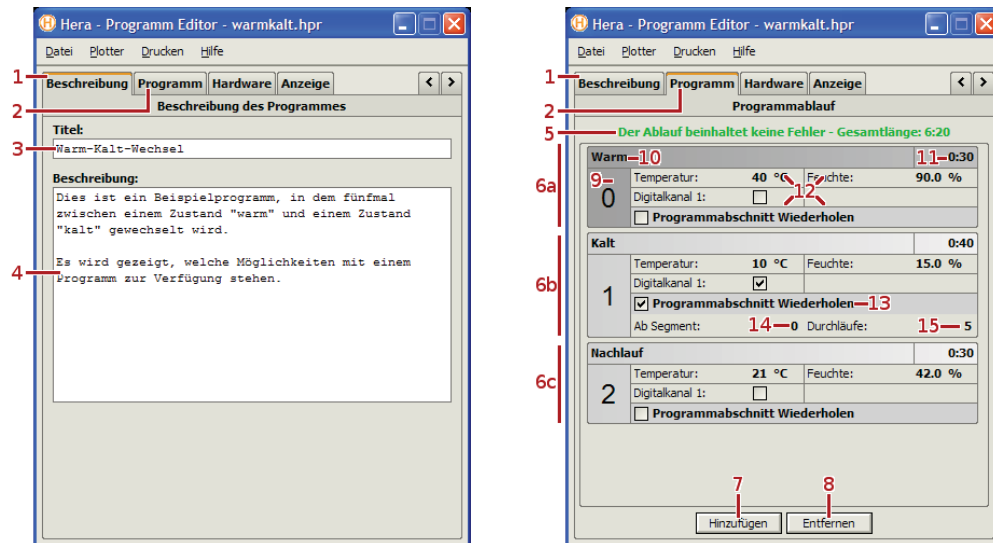 Hera - Programm Editor - warmkalt.hpr
Datei Plotter Drucken Hilfe
1 Beschreibung Programm Hardware Anzeige < >
2 Beschreibung des Programmes
Titel:
3 Warm-Kalt-Wechsel
Beschreibung:
Dies ist ein Beispielprogramm, in dem fünfmal
zwischen einem Zustand "warm" und einem Zustand
"kalt" gewechselt wird.
4 Es wird gezeigt, welche Möglichkeiten mit einem
Programm zur Verfügung stehen.
Hera - Programm Editor - warmkalt.hpr
Datei Plotter Drucken Hilfe
1 Beschreibung Programm Hardware Anzeige < >
2 Programmablauf
5 Der Ablauf beinhaltet keine Fehler - Gesamtlänge: 6:20
Warm 10 11 0:30
6a 9 0 Temperatur: 40 °C Feuchte: 90.0 %
12
Digitalkanal 1:
Programmabschnitt Wiederholen
Kalt 0:40
6b 1 Temperatur: 10 °C Feuchte: 15.0 %
Digitalkanal 1:
Programmabschnitt Wiederholen 13
Ab Segment: 14 0 Durchläufe: 15 5
Nachlauf 0:30
6c 2 Temperatur: 21 °C Feuchte: 42.0 %
Digitalkanal 1:
Programmabschnitt Wiederholen
7 8
Hinzufügen Entfernen